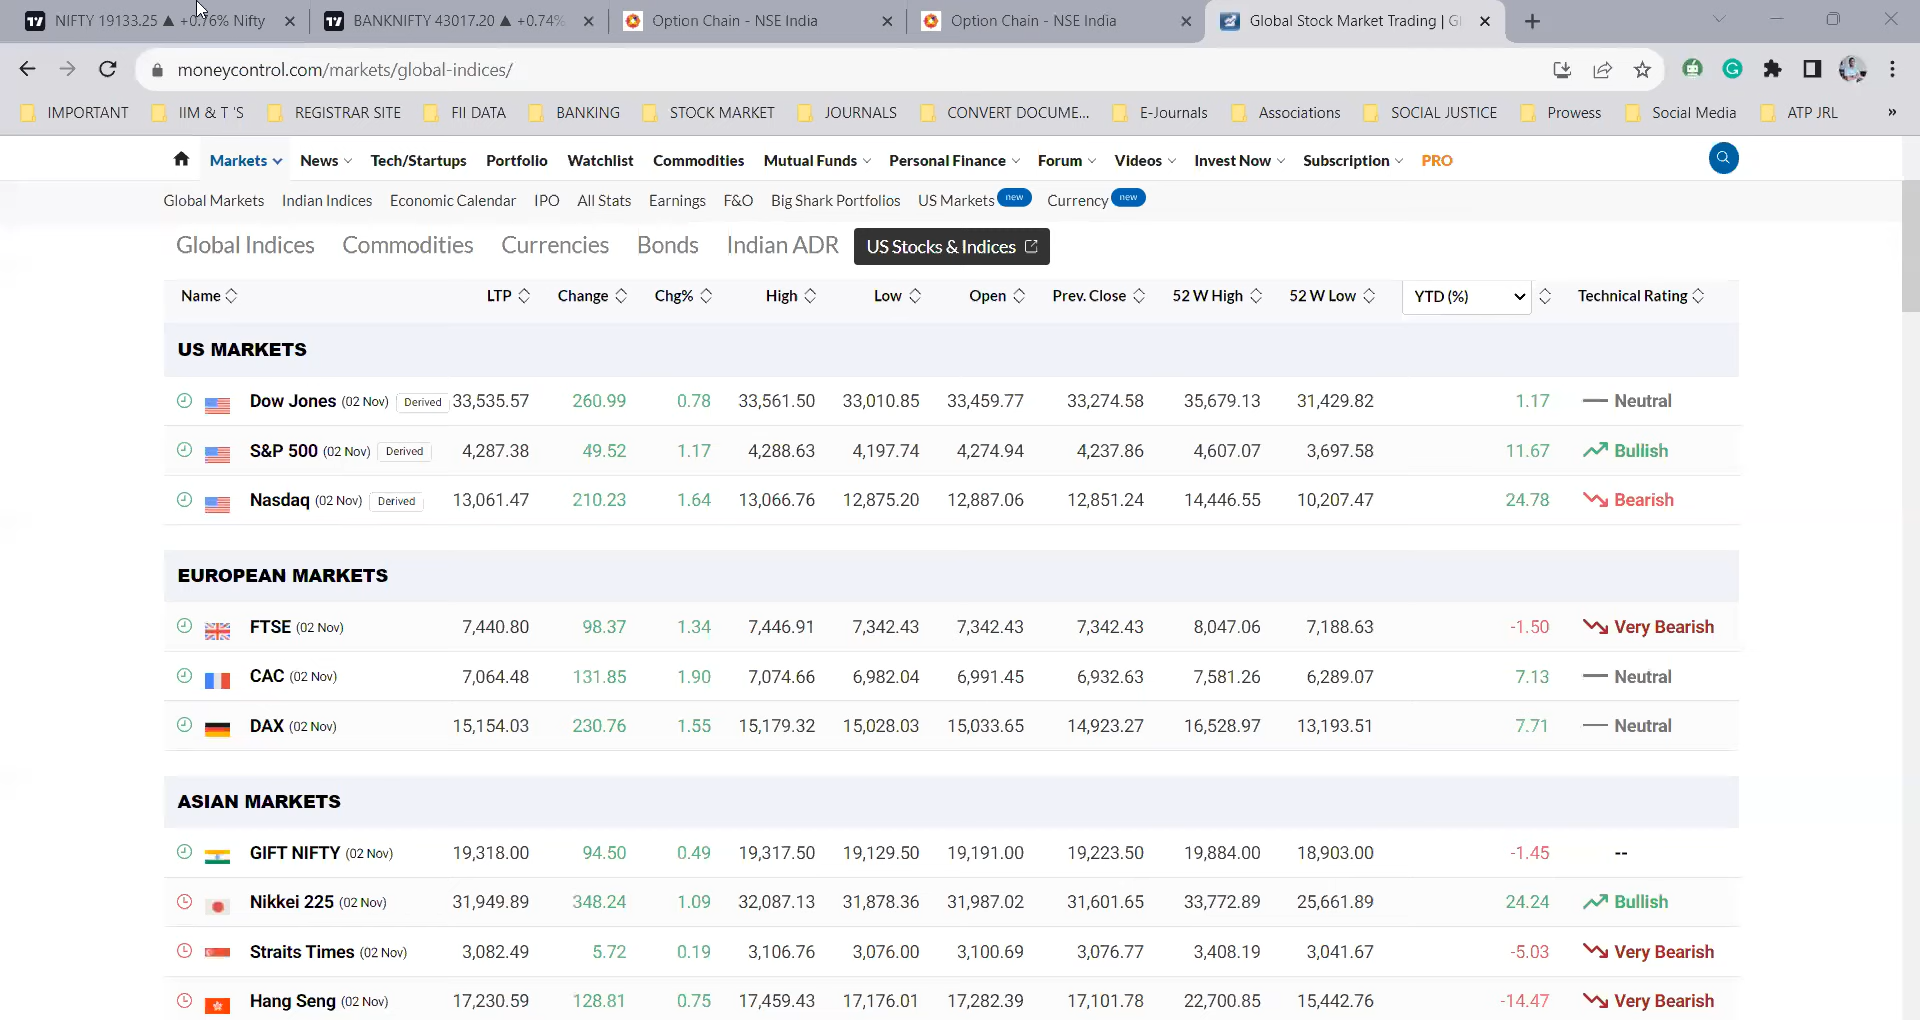 NIFTY 19133.25 ▲ +0.76% Nifty
BANKNIFTY 43017.20 ▲ +0.74%
Option Chain - NSE India
Option Chain - NSE India
Global Stock Market Trading | Gl
moneycontrol.com/markets/global-indices/
IMPORTANT
IIM & T 'S
REGISTRAR SITE
FII DATA
BANKING
STOCK MARKET
JOURNALS
CONVERT DOCUME...
E-Journals
Associations
SOCIAL JUSTICE
Prowess
Social Media
ATP JRL
»
Markets News Tech/Startups Portfolio Watchlist Commodities Mutual Funds Personal Finance Forum Videos Invest Now Subscription PRO
Global Markets Indian Indices Economic Calendar IPO All Stats Earnings F&O Big Shark Portfolios US Markets new Currency new
Global Indices Commodities Currencies Bonds Indian ADR US Stocks & Indices
Name LTP Change Chg% High Low Open Prev. Close 52 W High 52 W Low YTD (%) Technical Rating
US MARKETS
Dow Jones (02 Nov) Derived 33,535.57 260.99 0.78 33,561.50 33,010.85 33,459.77 33,274.58 35,679.13 31,429.82 1.17 Neutral
S&P 500 (02 Nov) Derived 4,287.38 49.52 1.17 4,288.63 4,197.74 4,274.94 4,237.86 4,607.07 3,697.58 11.67 Bullish
Nasdaq (02 Nov) Derived 13,061.47 210.23 1.64 13,066.76 12,875.20 12,887.06 12,851.24 14,446.55 10,207.47 24.78 Bearish
EUROPEAN MARKETS
FTSE (02 Nov) 7,440.80 98.37 1.34 7,446.91 7,342.43 7,342.43 7,342.43 8,047.06 7,188.63 -1.50 Very Bearish
CAC (02 Nov) 7,064.48 131.85 1.90 7,074.66 6,982.04 6,991.45 6,932.63 7,581.26 6,289.07 7.13 Neutral
DAX (02 Nov) 15,154.03 230.76 1.55 15,179.32 15,028.03 15,033.65 14,923.27 16,528.97 13,193.51 7.71 Neutral
ASIAN MARKETS
GIFT NIFTY (02 Nov) 19,318.00 94.50 0.49 19,317.50 19,129.50 19,191.00 19,223.50 19,884.00 18,903.00 -1.45 --
Nikkei 225 (02 Nov) 31,949.89 348.24 1.09 32,087.13 31,878.36 31,987.02 31,601.65 33,772.89 25,661.89 24.24 Bullish
Straits Times (02 Nov) 3,082.49 5.72 0.19 3,106.76 3,076.00 3,100.69 3,076.77 3,408.19 3,041.67 -5.03 Very Bearish
Hang Seng (02 Nov) 17,230.59 128.81 0.75 17,459.43 17,176.01 17,282.39 17,101.78 22,700.85 15,442.76 -14.47 Very Bearish